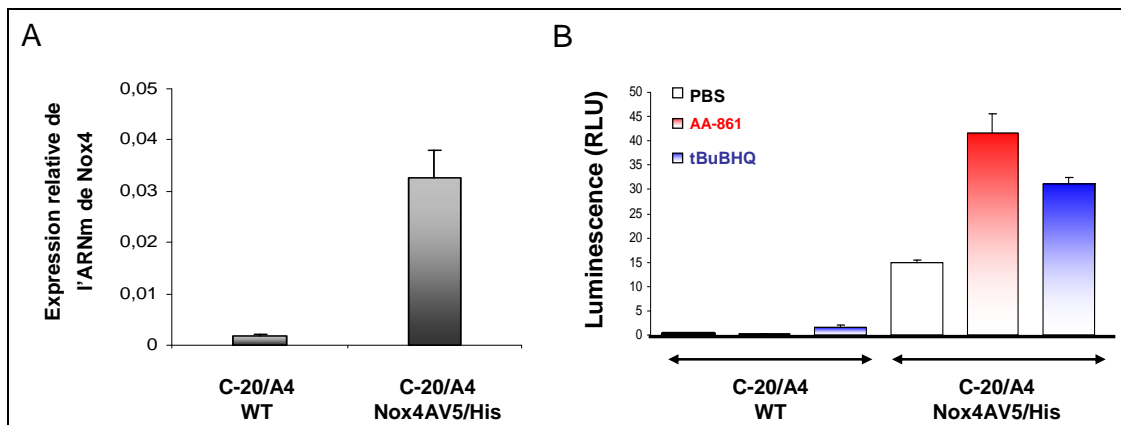 A
Expression relative de
l'ARNm de Nox4
0,05
0,04
0,03
0,02
0,01
0
C-20/A4
WT
C-20/A4
Nox4AV5/His
B
Luminescence (RLU)
50
45
40
35
30
25
20
15
10
5
0
PBS
AA-861
tBuBHQ
C-20/A4
WT
C-20/A4
Nox4AV5/His